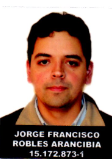 JORGE FRANCISCO
ROBLES ARANCIBIA
15.172.873-1